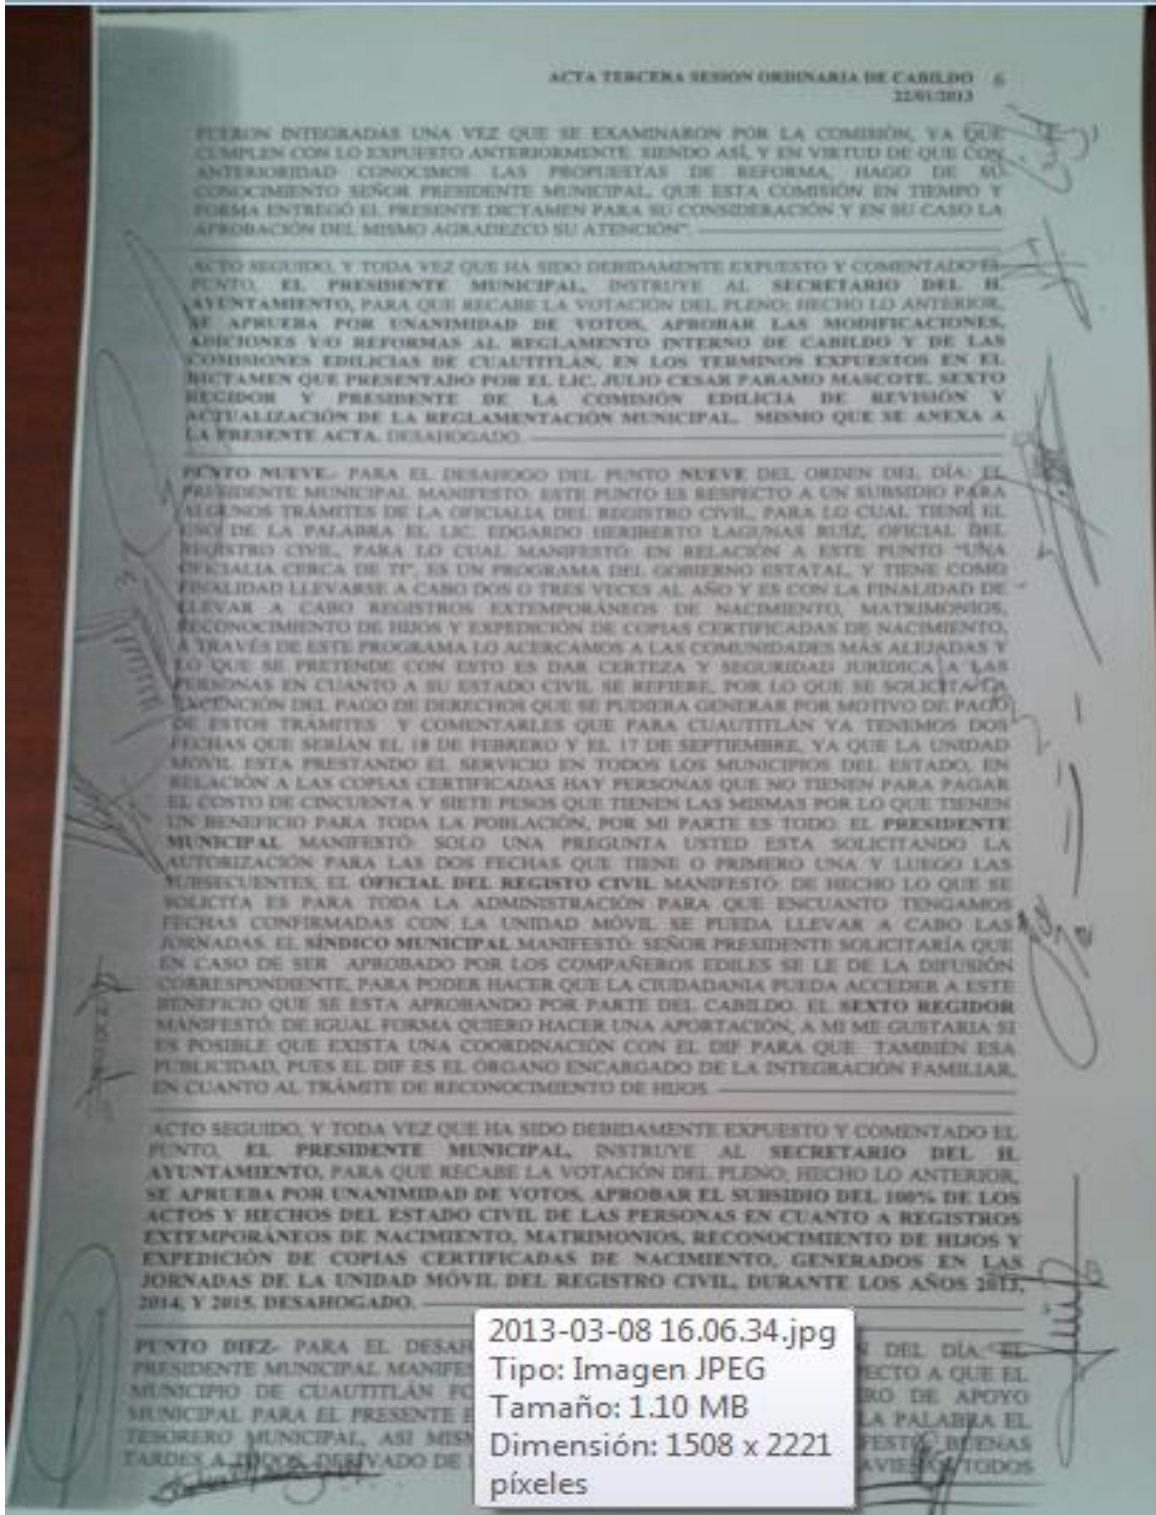 ACTA TERCERA SESION ORDINARIA DE CABILDO 6
22/01/2013
FUERON INTEGRADAS UNA VEZ QUE SE EXAMINARON POR LA COMISIÓN, YA QUE
CUMPLEN CON LO EXPUESTO ANTERIORMENTE. SIENDO ASÍ, Y EN VIRTUD DE QUE CON
ANTERIORIDAD CONOCIMOS LAS PROPUESTAS DE REFORMA, HAGO DE SU
CONOCIMIENTO SEÑOR PRESIDENTE MUNICIPAL, QUE ESTA COMISIÓN EN TIEMPO Y
FORMA ENTREGÓ EL PRESENTE DICTAMEN PARA SU CONSIDERACIÓN Y EN SU CASO LA
APROBACIÓN DEL MISMO AGRADEZCO SU ATENCIÓN".
ACTO SEGUIDO, Y TODA VEZ QUE HA SIDO DEBIDAMENTE EXPUESTO Y COMENTADO EL
PUNTO, EL PRESIDENTE MUNICIPAL, INSTRUYE AL SECRETARIO DEL H.
AYUNTAMIENTO, PARA QUE RECABE LA VOTACIÓN DEL PLENO; HECHO LO ANTERIOR,
SE APRUEBA POR UNANIMIDAD DE VOTOS, APROBAR LAS MODIFICACIONES,
ADICIONES Y/O REFORMAS AL REGLAMENTO INTERNO DE CABILDO Y DE LAS
COMISIONES EDILICIAS DE CUAUTITLÁN, EN LOS TERMINOS EXPUESTOS EN EL
DICTAMEN QUE PRESENTADO POR EL LIC. JULIO CESAR PARAMO MASCOTE, SEXTO
REGIDOR Y PRESIDENTE DE LA COMISIÓN EDILICIA DE REVISIÓN Y
ACTUALIZACIÓN DE LA REGLAMENTACIÓN MUNICIPAL. MISMO QUE SE ANEXA A
LA PRESENTE ACTA. DESAHOGADO.
PUNTO NUEVE.- PARA EL DESAHOGO DEL PUNTO NUEVE DEL ORDEN DEL DÍA; EL
PRESIDENTE MUNICIPAL MANIFESTO: ESTE PUNTO ES RESPECTO A UN SUBSIDIO PARA
ALGUNOS TRÁMITES DE LA OFICIALIA DEL REGISTRO CIVIL, PARA LO CUAL TIENE EL
USO DE LA PALABRA EL LIC. EDGARDO HERIBERTO LAGUNAS RUÍZ, OFICIAL DEL
REGISTRO CIVIL, PARA LO CUAL MANIFESTÓ: EN RELACIÓN A ESTE PUNTO "UNA
OFICIALIA CERCA DE TI", ES UN PROGRAMA DEL GOBIERNO ESTATAL, Y TIENE COMO
FINALIDAD LLEVARSE A CABO DOS O TRES VECES AL AÑO Y ES CON LA FINALIDAD DE
LLEVAR A CABO REGISTROS EXTEMPORÁNEOS DE NACIMIENTO, MATRIMONIOS,
RECONOCIMIENTO DE HIJOS Y EXPEDICIÓN DE COPIAS CERTIFICADAS DE NACIMIENTO,
A TRAVÉS DE ESTE PROGRAMA LO ACERCAMOS A LAS COMUNIDADES MÁS ALEJADAS Y
LO QUE SE PRETENDE CON ESTO ES DAR CERTEZA Y SEGURIDAD JURÍDICA A LAS
PERSONAS EN CUANTO A SU ESTADO CIVIL SE REFIERE, POR LO QUE SE SOLICITA LA
EXCENCIÓN DEL PAGO DE DERECHOS QUE SE PUDIERA GENERAR POR MOTIVO DE PAGO
DE ESTOS TRÁMITES Y COMENTARLES QUE PARA CUAUTITLÁN YA TENEMOS DOS
FECHAS QUE SERÍAN EL 18 DE FEBRERO Y EL 17 DE SEPTIEMBRE, YA QUE LA UNIDAD
MÓVIL ESTA PRESTANDO EL SERVICIO EN TODOS LOS MUNICIPIOS DEL ESTADO, EN
RELACIÓN A LAS COPIAS CERTIFICADAS HAY PERSONAS QUE NO TIENEN PARA PAGAR
EL COSTO DE CINCUENTA Y SIETE PESOS QUE TIENEN LAS MISMAS POR LO QUE TIENEN
UN BENEFICIO PARA TODA LA POBLACIÓN, POR MI PARTE ES TODO. EL PRESIDENTE
MUNICIPAL MANIFESTÓ: SOLO UNA PREGUNTA USTED ESTA SOLICITANDO LA
AUTORIZACIÓN PARA LAS DOS FECHAS QUE TIENE O PRIMERO UNA Y LUEGO LAS
SUBSECUENTES, EL OFICIAL DEL REGISTO CIVIL MANIFESTÓ: DE HECHO LO QUE SE
SOLICITA ES PARA TODA LA ADMINISTRACIÓN PARA QUE ENCUANTO TENGAMOS
FECHAS CONFIRMADAS CON LA UNIDAD MÓVIL SE PUEDA LLEVAR A CABO LAS
JORNADAS. EL SÍNDICO MUNICIPAL MANIFESTÓ: SEÑOR PRESIDENTE SOLICITARÍA QUE
EN CASO DE SER APROBADO POR LOS COMPAÑEROS EDILES SE LE DE LA DIFUSIÓN
CORRESPONDIENTE, PARA PODER HACER QUE LA CIUDADANIA PUEDA ACCEDER A ESTE
BENEFICIO QUE SE ESTA APROBANDO POR PARTE DEL CABILDO. EL SEXTO REGIDOR
MANIFESTÓ: DE IGUAL FORMA QUIERO HACER UNA APORTACIÓN, A MI ME GUSTARIA SI
ES POSIBLE QUE EXISTA UNA COORDINACIÓN CON EL DIF PARA QUE TAMBIÉN ESA
PUBLICIDAD, PUES EL DIF ES EL ÓRGANO ENCARGADO DE LA INTEGRACIÓN FAMILIAR,
EN CUANTO AL TRÁMITE DE RECONOCIMIENTO DE HIJOS.
ACTO SEGUIDO, Y TODA VEZ QUE HA SIDO DEBIDAMENTE EXPUESTO Y COMENTADO EL
PUNTO, EL PRESIDENTE MUNICIPAL, INSTRUYE AL SECRETARIO DEL H.
AYUNTAMIENTO, PARA QUE RECABE LA VOTACIÓN DEL PLENO; HECHO LO ANTERIOR,
SE APRUEBA POR UNANIMIDAD DE VOTOS, APROBAR EL SUBSIDIO DEL 100% DE LOS
ACTOS Y HECHOS DEL ESTADO CIVIL DE LAS PERSONAS EN CUANTO A REGISTROS
EXTEMPORÁNEOS DE NACIMIENTO, MATRIMONIOS, RECONOCIMIENTO DE HIJOS Y
EXPEDICIÓN DE COPIAS CERTIFICADAS DE NACIMIENTO, GENERADOS EN LAS
JORNADAS DE LA UNIDAD MÓVIL DEL REGISTRO CIVIL, DURANTE LOS AÑOS 2013,
2014, Y 2015. DESAHOGADO.
PUNTO DIEZ- PARA EL DESAH N DEL DÍA. EL
PRESIDENTE MUNICIPAL MANIFES PECTO A QUE EL
MUNICIPIO DE CUAUTITLÁN FO RO DE APOYO
MUNICIPAL PARA EL PRESENTE E LA PALABRA EL
TESORERO MUNICIPAL, ASI MISM FESTÓ: BUENAS
TARDES A TODOS, DERIVADO DE TODOS
2013-03-08 16.06.34.jpg
Tipo: Imagen JPEG
Tamaño: 1.10 MB
Dimensión: 1508 x 2221
píxeles